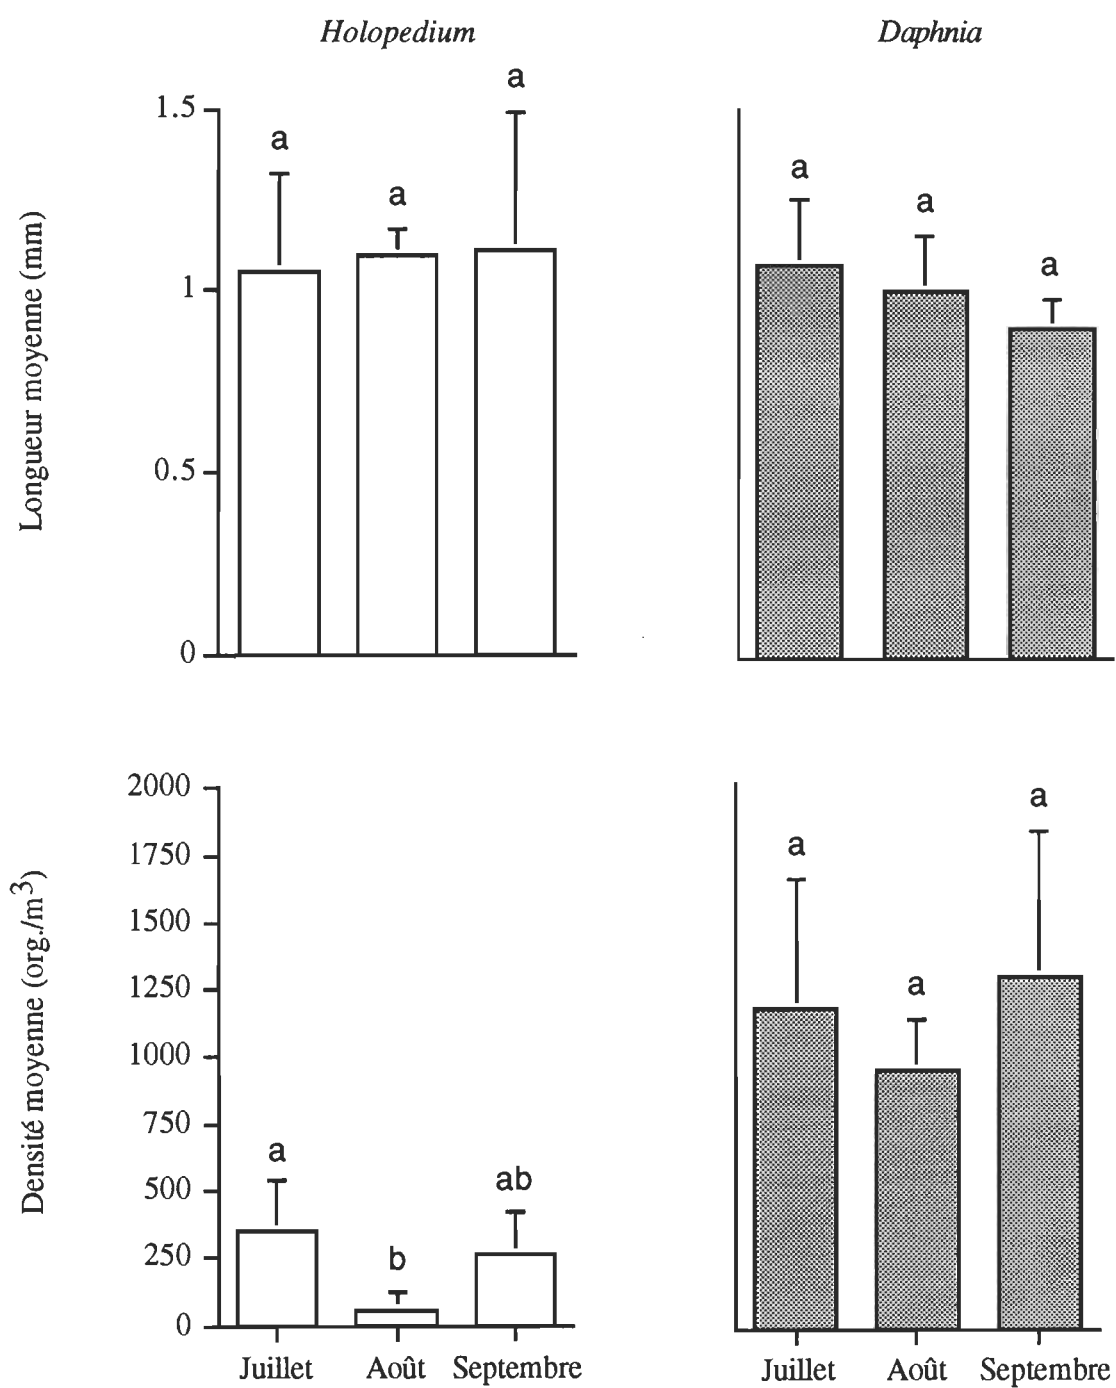 Holopedium
Daphnia
Longueur moyenne (mm)
1.5
1
0.5
0
a
a
a
a
a
a
Densité moyenne (org./m³)
2000
1750
1500
1250
1000
750
500
250
0
a
b
ab
a
a
a
Juillet
Août
Septembre
Juillet
Août
Septembre